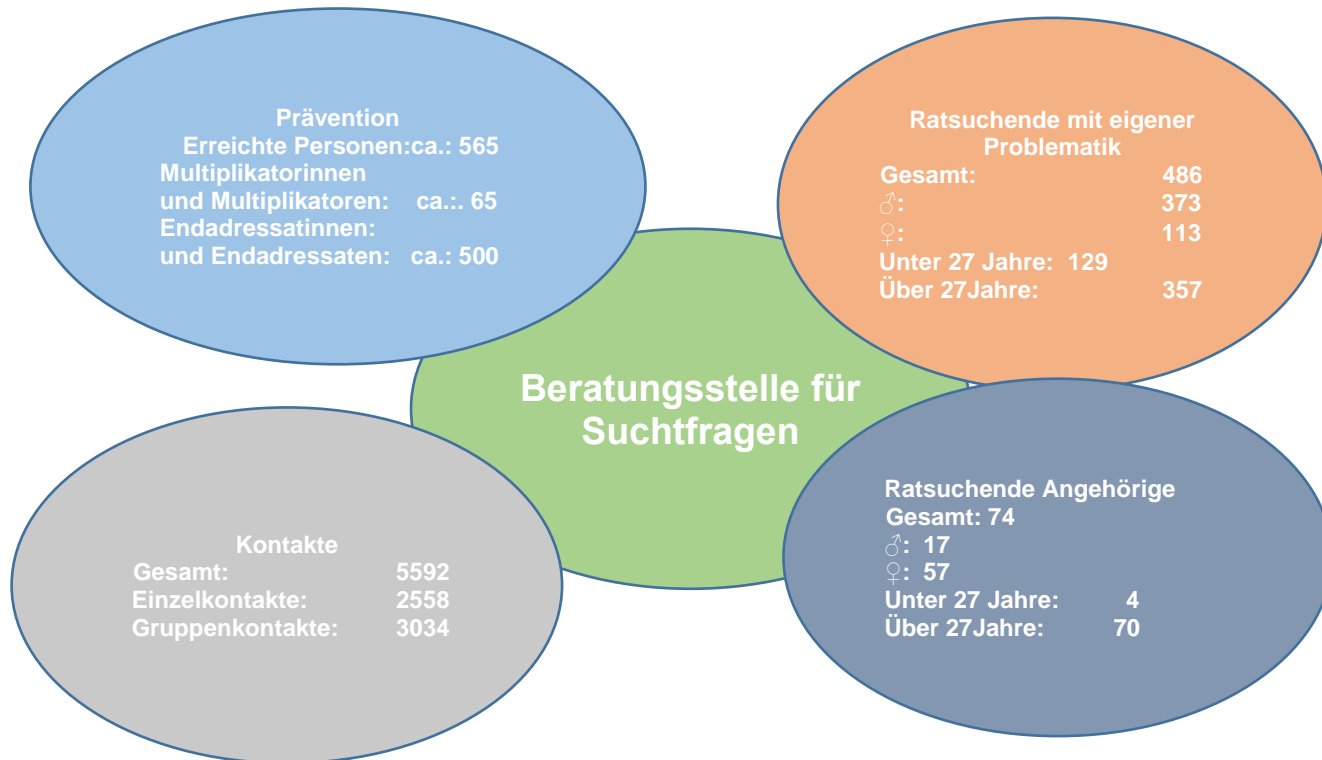 Prävention
Erreichte Personen:ca.: 565
Multiplikatorinnen
und Multiplikatoren: ca.:. 65
Endadressatinnen:
und Endadressaten: ca.: 500
Ratsuchende mit eigener
Problematik
Gesamt: 486
♂: 373
♀: 113
Unter 27 Jahre: 129
Über 27Jahre: 357
Beratungsstelle für
Suchtfragen
Kontakte
Gesamt: 5592
Einzelkontakte: 2558
Gruppenkontakte: 3034
Ratsuchende Angehörige
Gesamt: 74
♂: 17
♀: 57
Unter 27 Jahre: 4
Über 27Jahre: 70